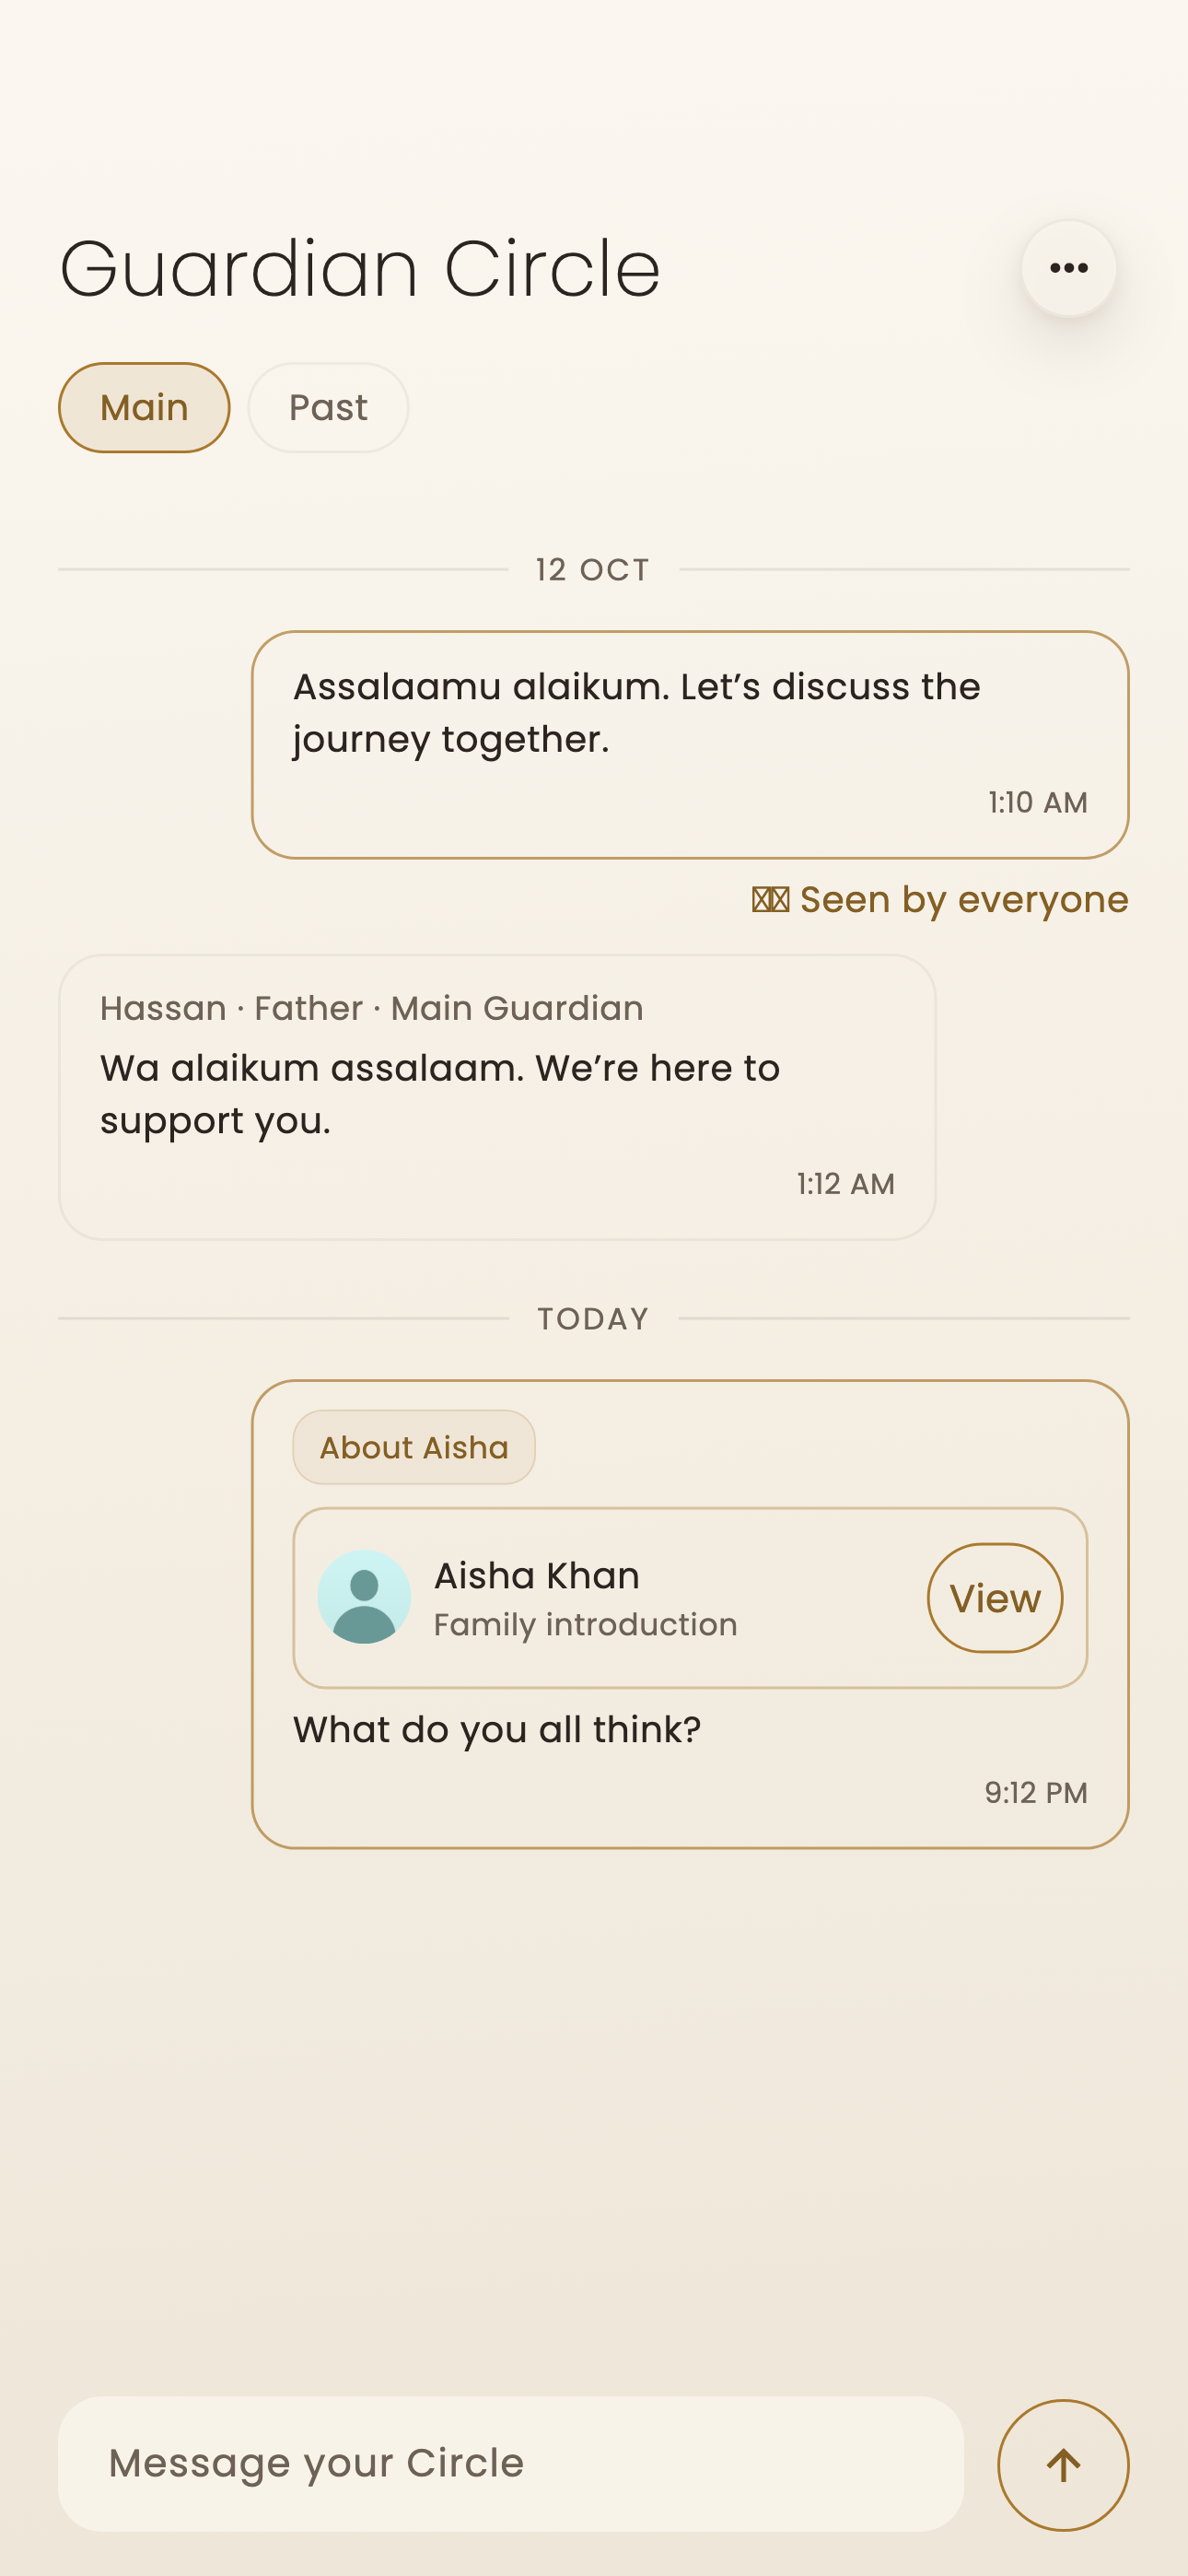 Guardian Circle
Main
Past
12 OCT
Assalaamu alaikum. Let’s discuss the
journey together.
1:10 AM
Seen by everyone
Hassan · Father · Main Guardian
Wa alaikum assalaam. We’re here to
support you.
1:12 AM
TODAY
About Aisha
Aisha Khan
Family introduction
View
What do you all think?
9:12 PM
Message your Circle